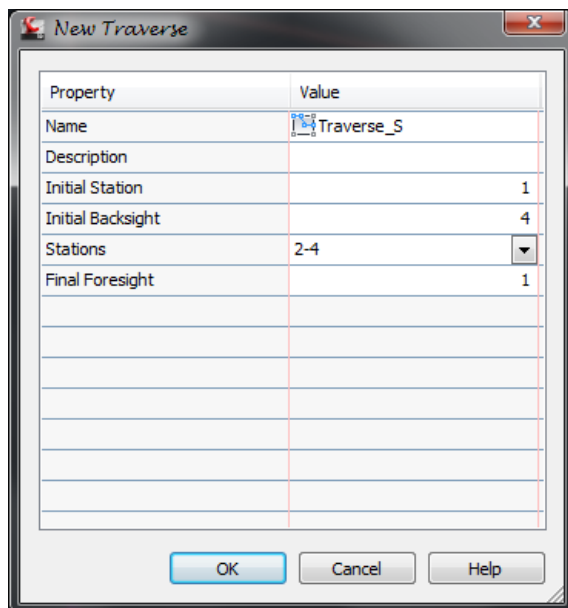 New Traverse
Property Value
Name Traverse_S
Description
Initial Station 1
Initial Backsight 4
Stations 2-4
Final Foresight 1
OK Cancel Help